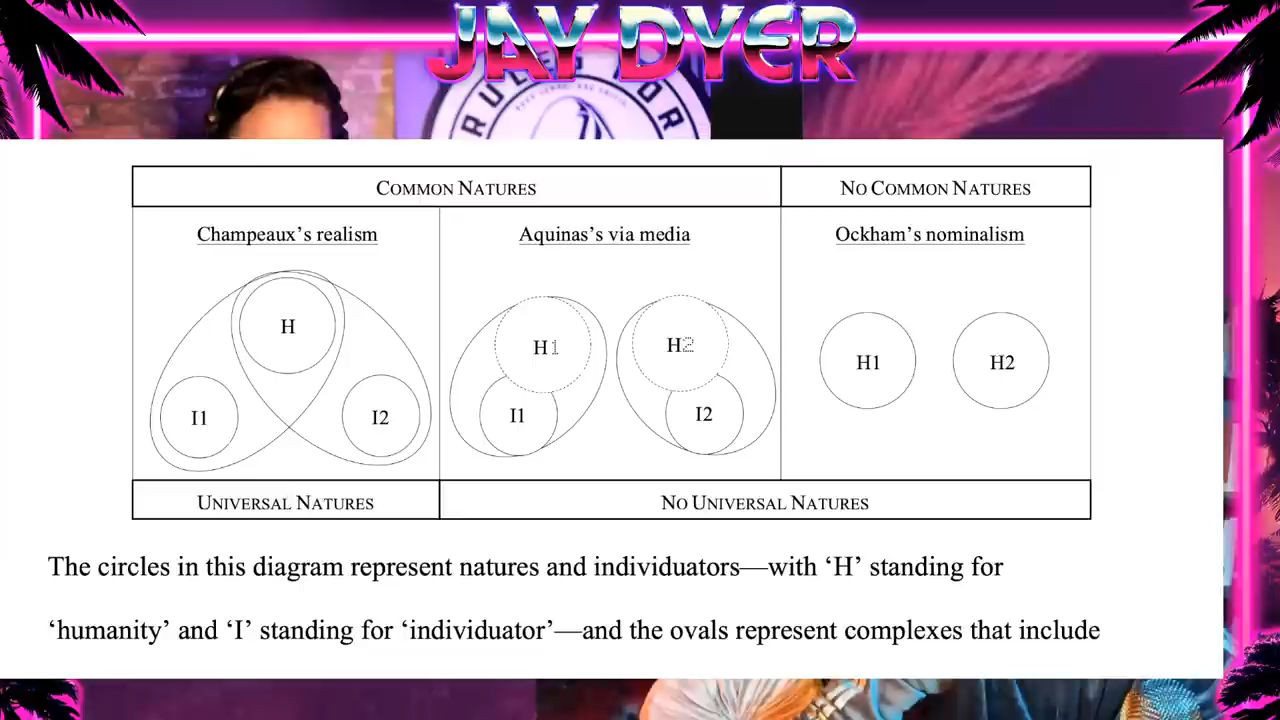 JAY DYER
RULES FOR
COMMON NATURES
NO COMMON NATURES
Champeaux’s realism
Aquinas’s via media
Ockham’s nominalism
H
I1
I2
H1
I1
H2
I2
H1
H2
UNIVERSAL NATURES
NO UNIVERSAL NATURES
The circles in this diagram represent natures and individuators—with ‘H’ standing for
‘humanity’ and ‘I’ standing for ‘individuator’—and the ovals represent complexes that include